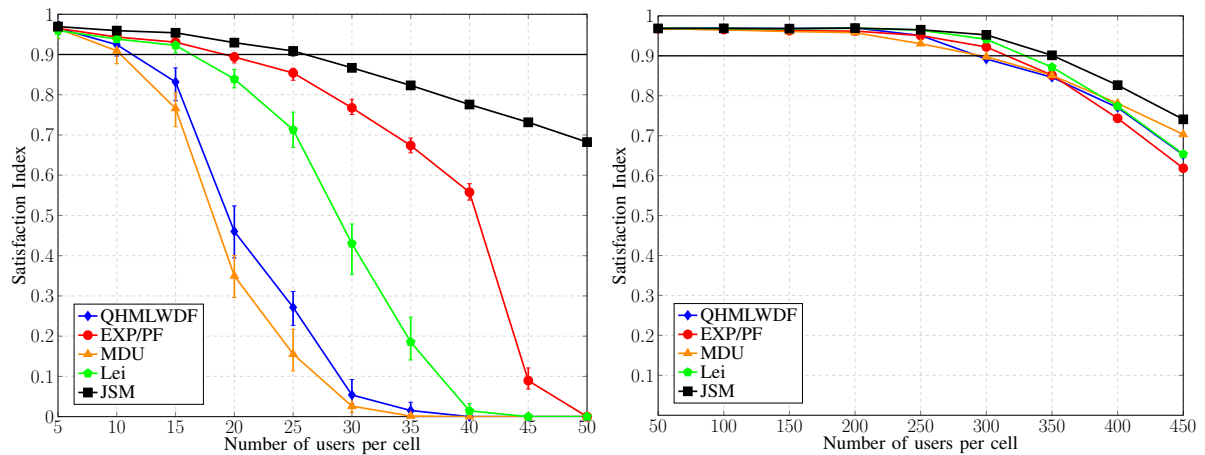 1
0.9
0.8
0.7
0.6
0.5
0.4
0.3
0.2
0.1
0
Satisfaction Index
QHMLWDF
EXP/PF
MDU
Lei
JSM
5 10 15 20 25 30 35 40 45 50
Number of users per cell
1
0.9
0.8
0.7
0.6
0.5
0.4
0.3
0.2
0.1
Satisfaction Index
QHMLWDF
EXP/PF
MDU
Lei
JSM
50 100 150 200 250 300 350 400 450
Number of users per cell